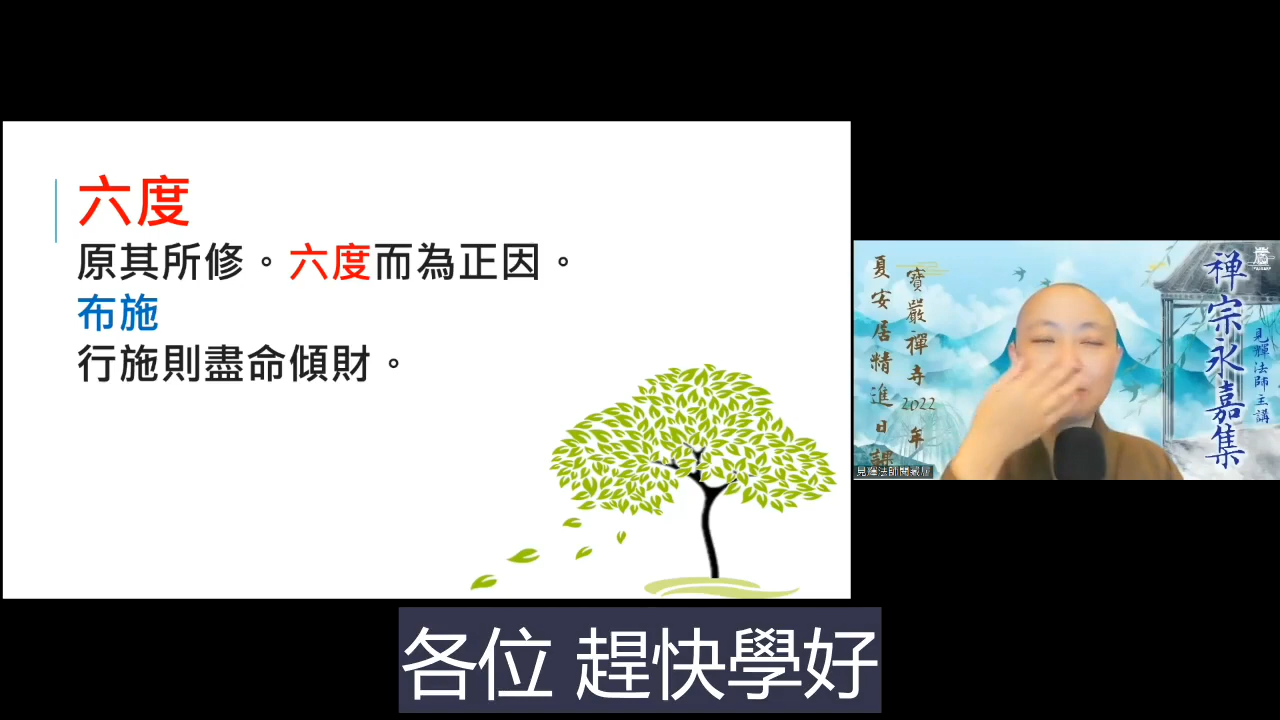 六度
原其所修。六度而為正因。
布施
行施則盡命傾財。
夏安居精進日課
寶嚴禪寺2022年
禅宗永嘉集
見輝法師主講
各位 趕快學好